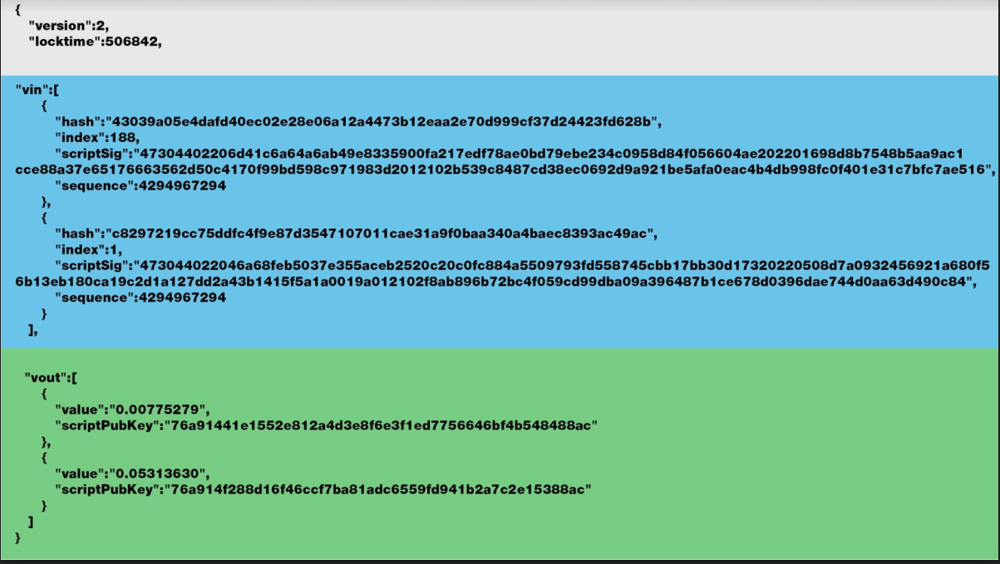 {
"version":2,
"locktime":506842,
"vin":[
{
"hash":"43039a05e4dafd40ec02e28e06a12a4473b12eaa2e70d999cf37d24423fd628b",
"index":188,
"scriptSig":"47304402206d41c6a64a6ab49e8335900fa217edf78ae0bd79ebe234c0958d84f056604ae202201698d8b7548b5aa9ac1
cce88a37e65176663562d50c4170f99bd598c971983d2012102b539c8487cd38ec0692d9a921be5afa0eac4b4db998fc0f401e31c7bfc7ae516",
"sequence":4294967294
},
{
"hash":"c8297219cc75ddfc4f9e87d3547107011cae31a9f0baa340a4baec8393ac49ac",
"index":1,
"scriptSig":"473044022046a68feb5037e355aceb2520c20c0fc884a5509793fd558745cbb17bb30d17320220508d7a0932456921a680f5
6b13eb180ca19c2d1a127dd2a43b1415f5a1a0019a012102f8ab896b72bc4f059cd99dba09a396487b1ce678d0396dae744d0aa63d490c84",
"sequence":4294967294
}
],
"vout":[
{
"value":"0.00775279",
"scriptPubKey":"76a91441e1552e812a4d3e8f6e3f1ed7756646bf4b548488ac"
},
{
"value":"0.05313630",
"scriptPubKey":"76a914f288d16f46ccf7ba81adc6559fd941b2a7c2e15388ac"
}
]
}